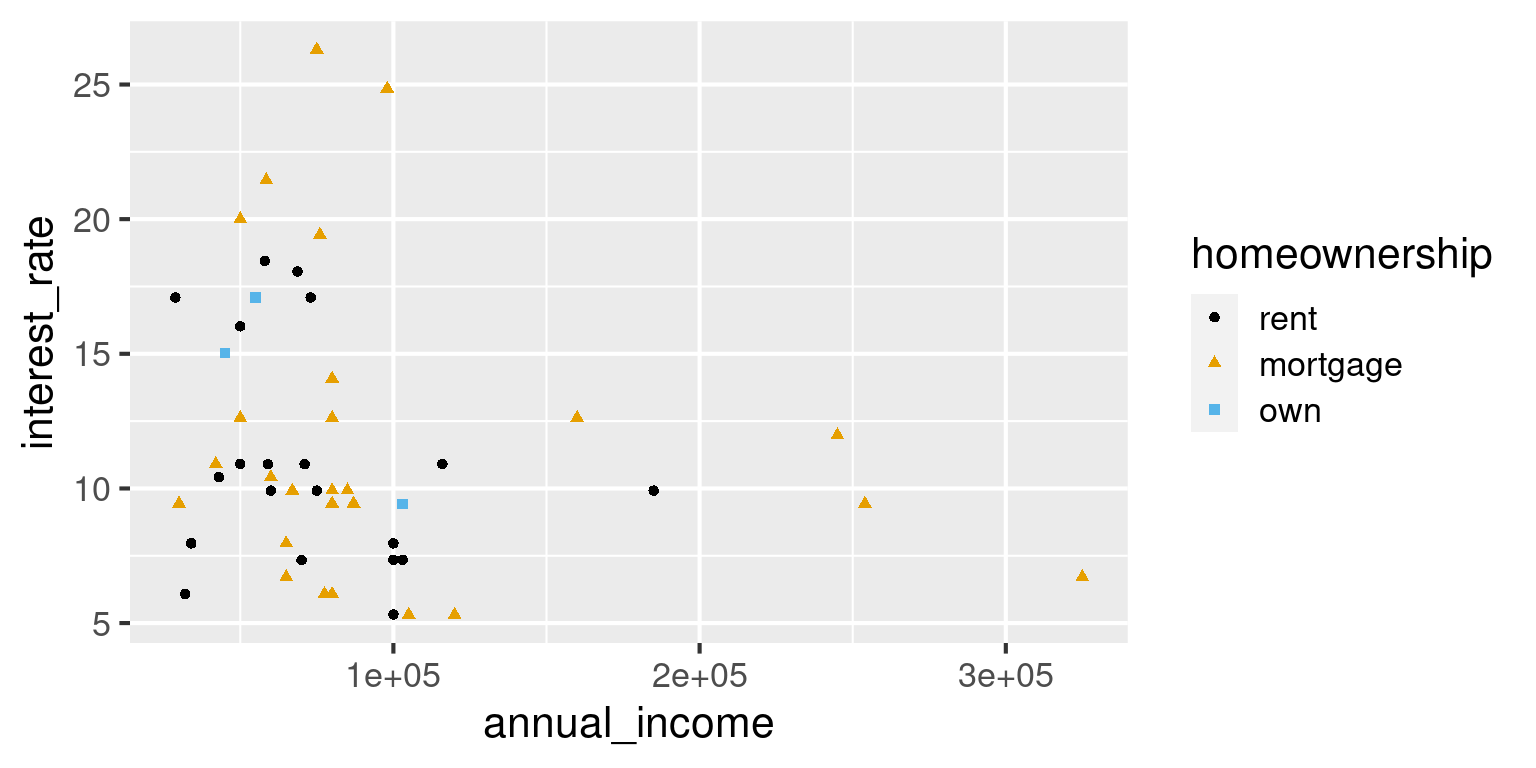 25
20
15
10
5
interest_rate
1e+05
2e+05
3e+05
annual_income
homeownership
rent
mortgage
own